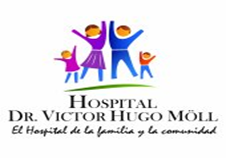 HOSPITAL
DR. VICTOR HUGO MÖLL
El Hospital de la familia y la comunidad